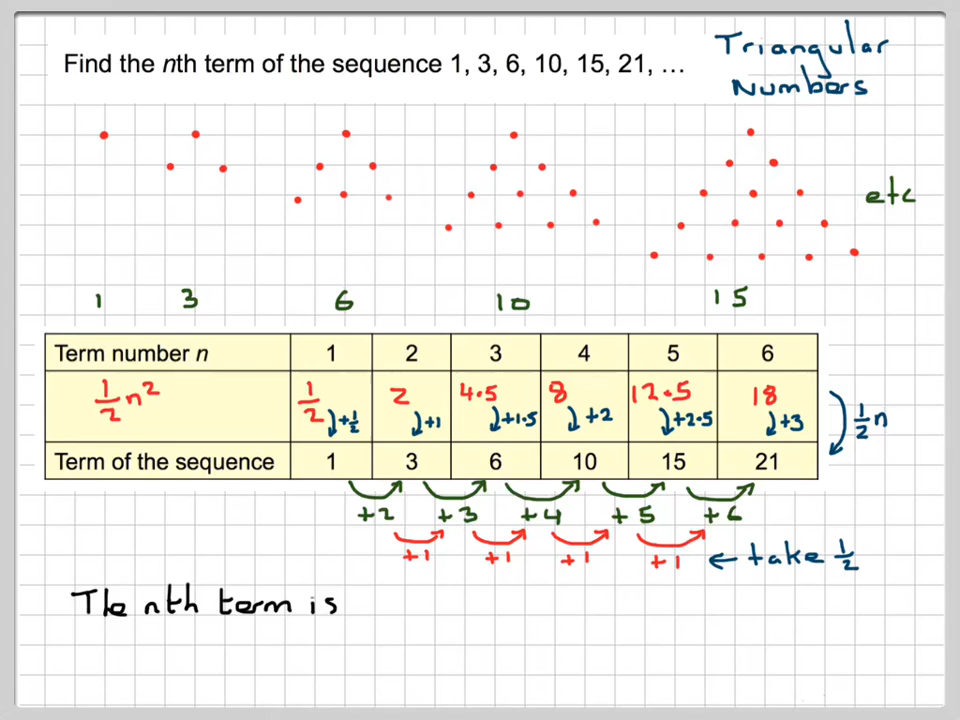 Triangular
Find the nth term of the sequence 1, 3, 6, 10, 15, 21, …
Numbers
etc
1 3 6 10 15
Term number n 1 2 3 4 5 6
½n² ½ 2 4.5 8 12.5 18
+½ +1 +1.5 +2 +2.5 +3 ½n
Term of the sequence 1 3 6 10 15 21
+2 +3 +4 +5 +6
+1 +1 +1 +1 ← take ½
The nth term is